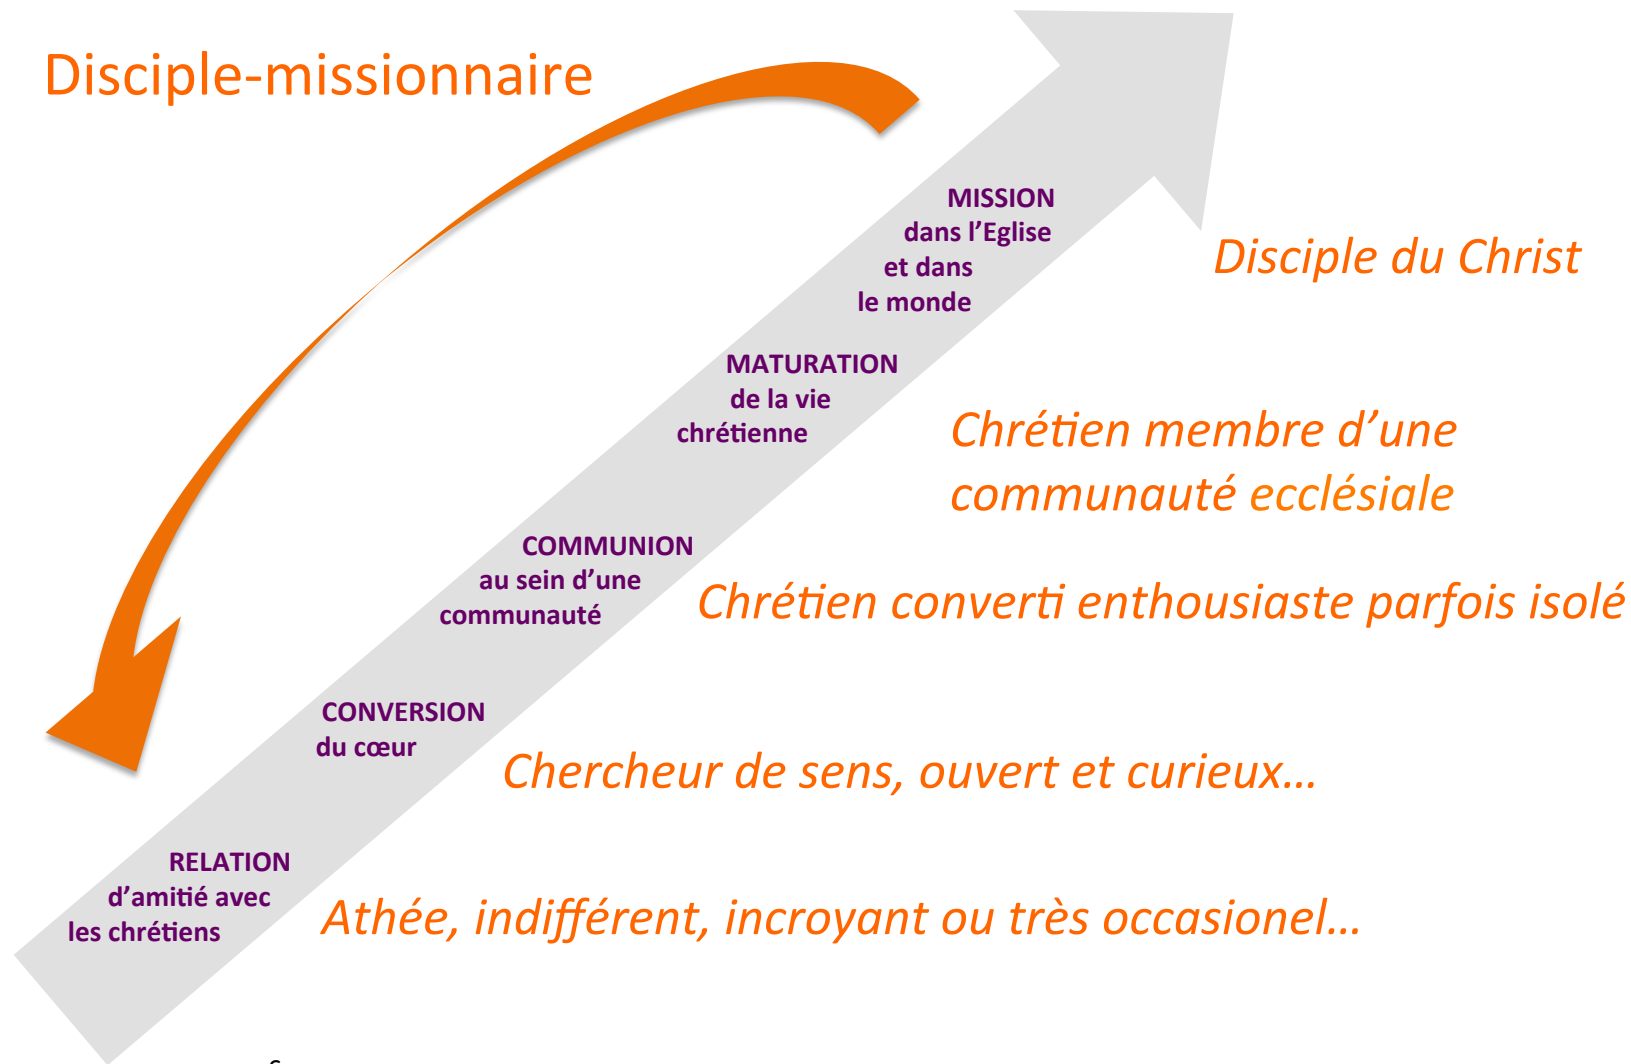 Disciple-missionnaire
MISSION
dans l’Eglise
et dans
le monde
Disciple du Christ
MATURATION
de la vie
chrétienne
Chrétien membre d’une
communauté ecclésiale
COMMUNION
au sein d’une
communauté
Chrétien converti enthousiaste parfois isolé
CONVERSION
du cœur
Chercheur de sens, ouvert et curieux…
RELATION
d’amitié avec
les chrétiens
Athée, indifférent, incroyant ou très occasionel…